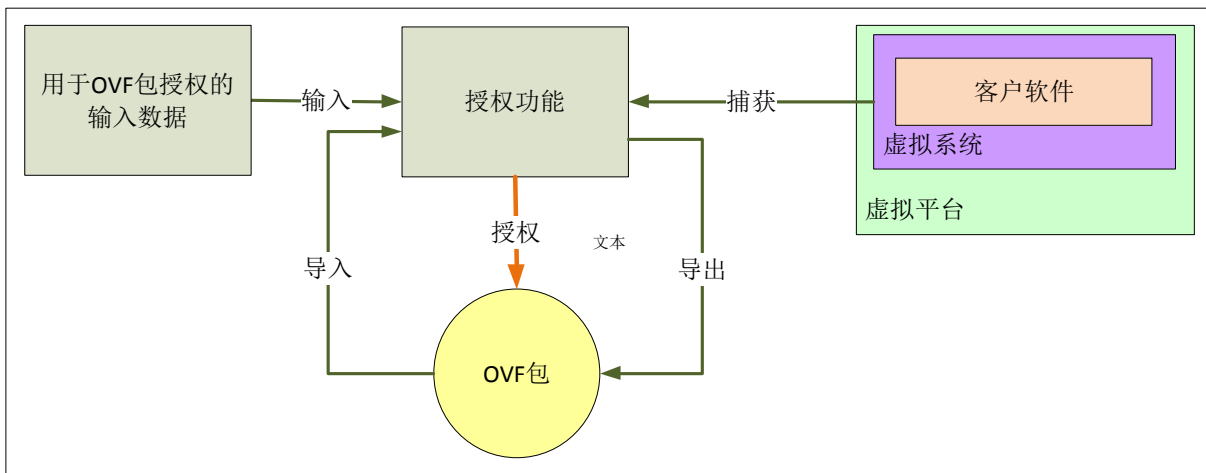 用于OVF包授权的
输入数据
输入
授权功能
捕获
客户软件
虚拟系统
虚拟平台
授权
文本
导入
导出
OVF包